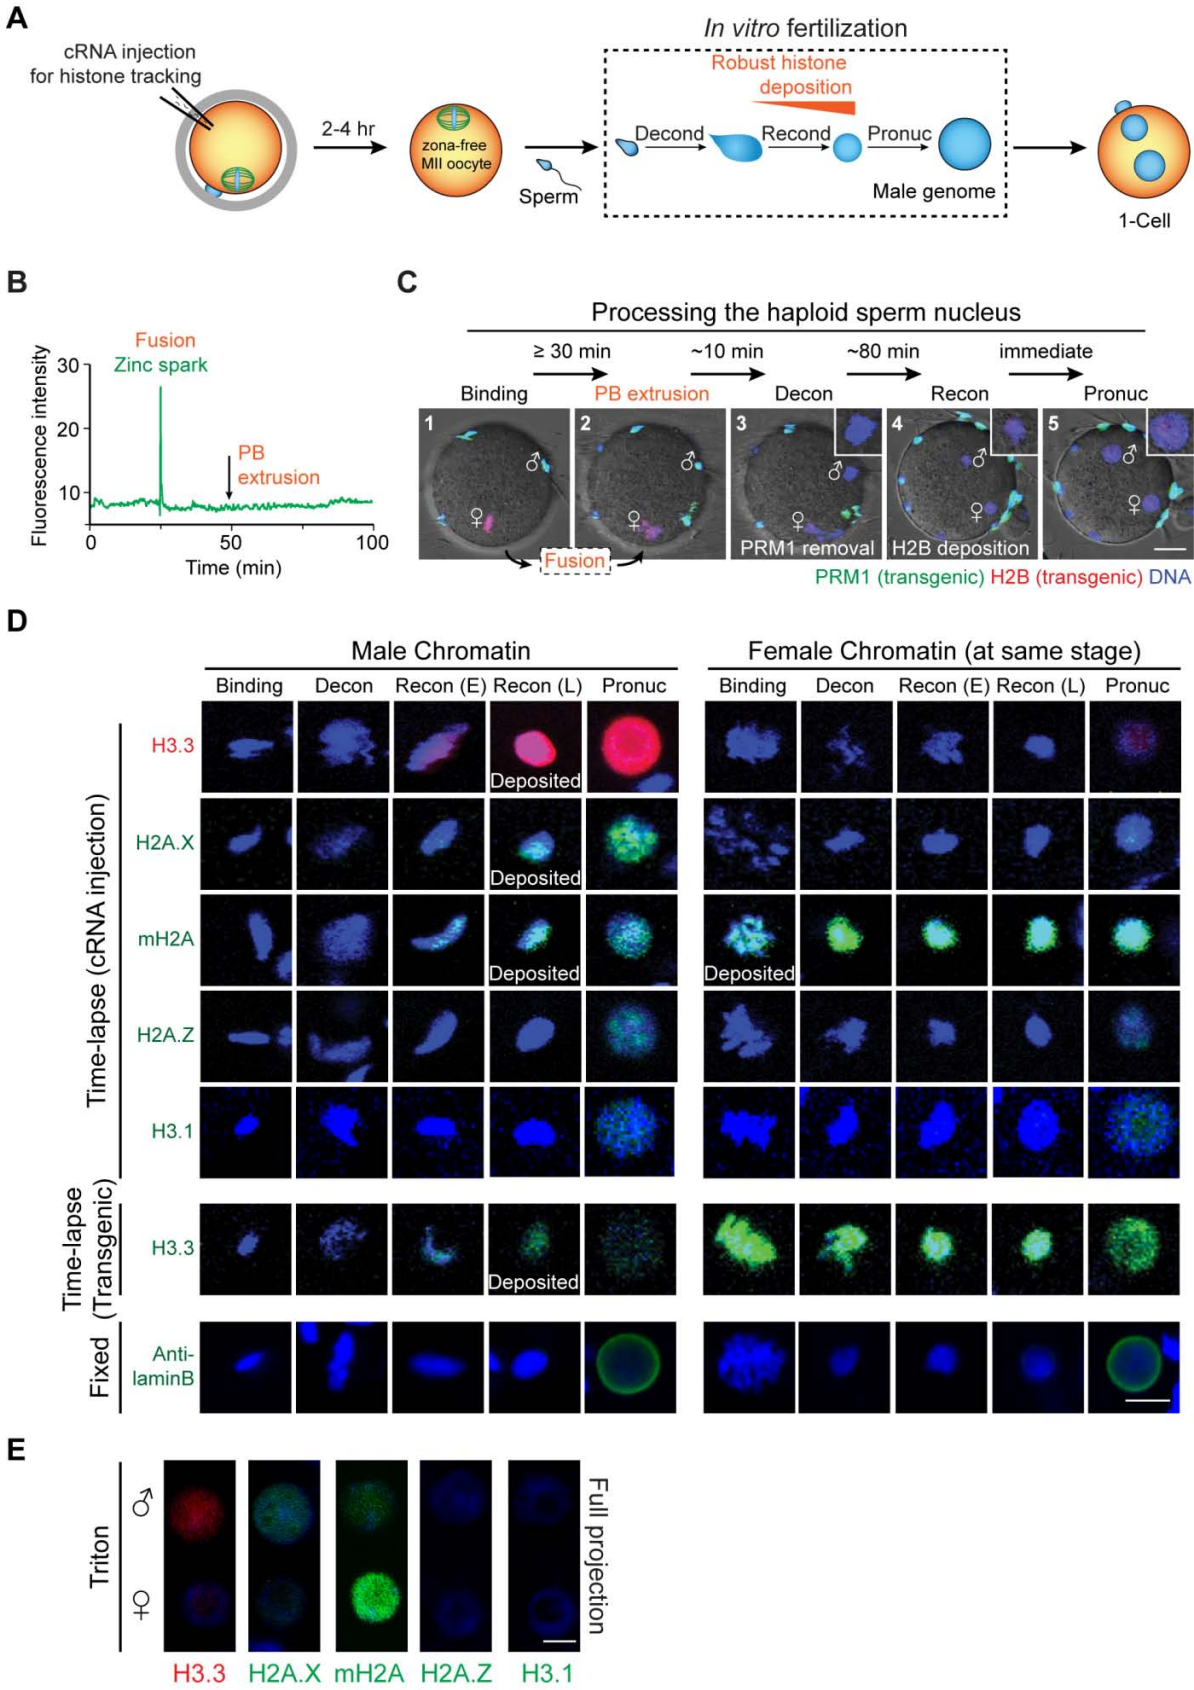 A
cRNA injection
for histone tracking
2-4 hr
zona-free
MII oocyte
Sperm
In vitro fertilization
Robust histone
deposition
Decond
Recond
Pronuc
Male genome
1-Cell
B
Fluorescence intensity
30
20
10
Fusion
Zinc spark
PB
extrusion
0
50
100
Time (min)
C
Processing the haploid sperm nucleus
≥ 30 min
~10 min
~80 min
immediate
Binding
PB extrusion
Decon
Recon
Pronuc
1
2
3
4
5
♂
♂
♂
♂
♂
♀
♀
♀
♀
♀
PRM1 removal
H2B deposition
Fusion
PRM1 (transgenic) H2B (transgenic) DNA
D
Male Chromatin
Female Chromatin (at same stage)
Binding Decon Recon (E) Recon (L) Pronuc
Binding Decon Recon (E) Recon (L) Pronuc
Time-lapse (cRNA injection)
H3.3
Deposited
H2A.X
Deposited
mH2A
Deposited
Deposited
H2A.Z
H3.1
Time-lapse
(Transgenic)
H3.3
Deposited
Fixed
Anti-
laminB
E
Triton
♂
♀
Full projection
H3.3 H2A.X mH2A H2A.Z H3.1